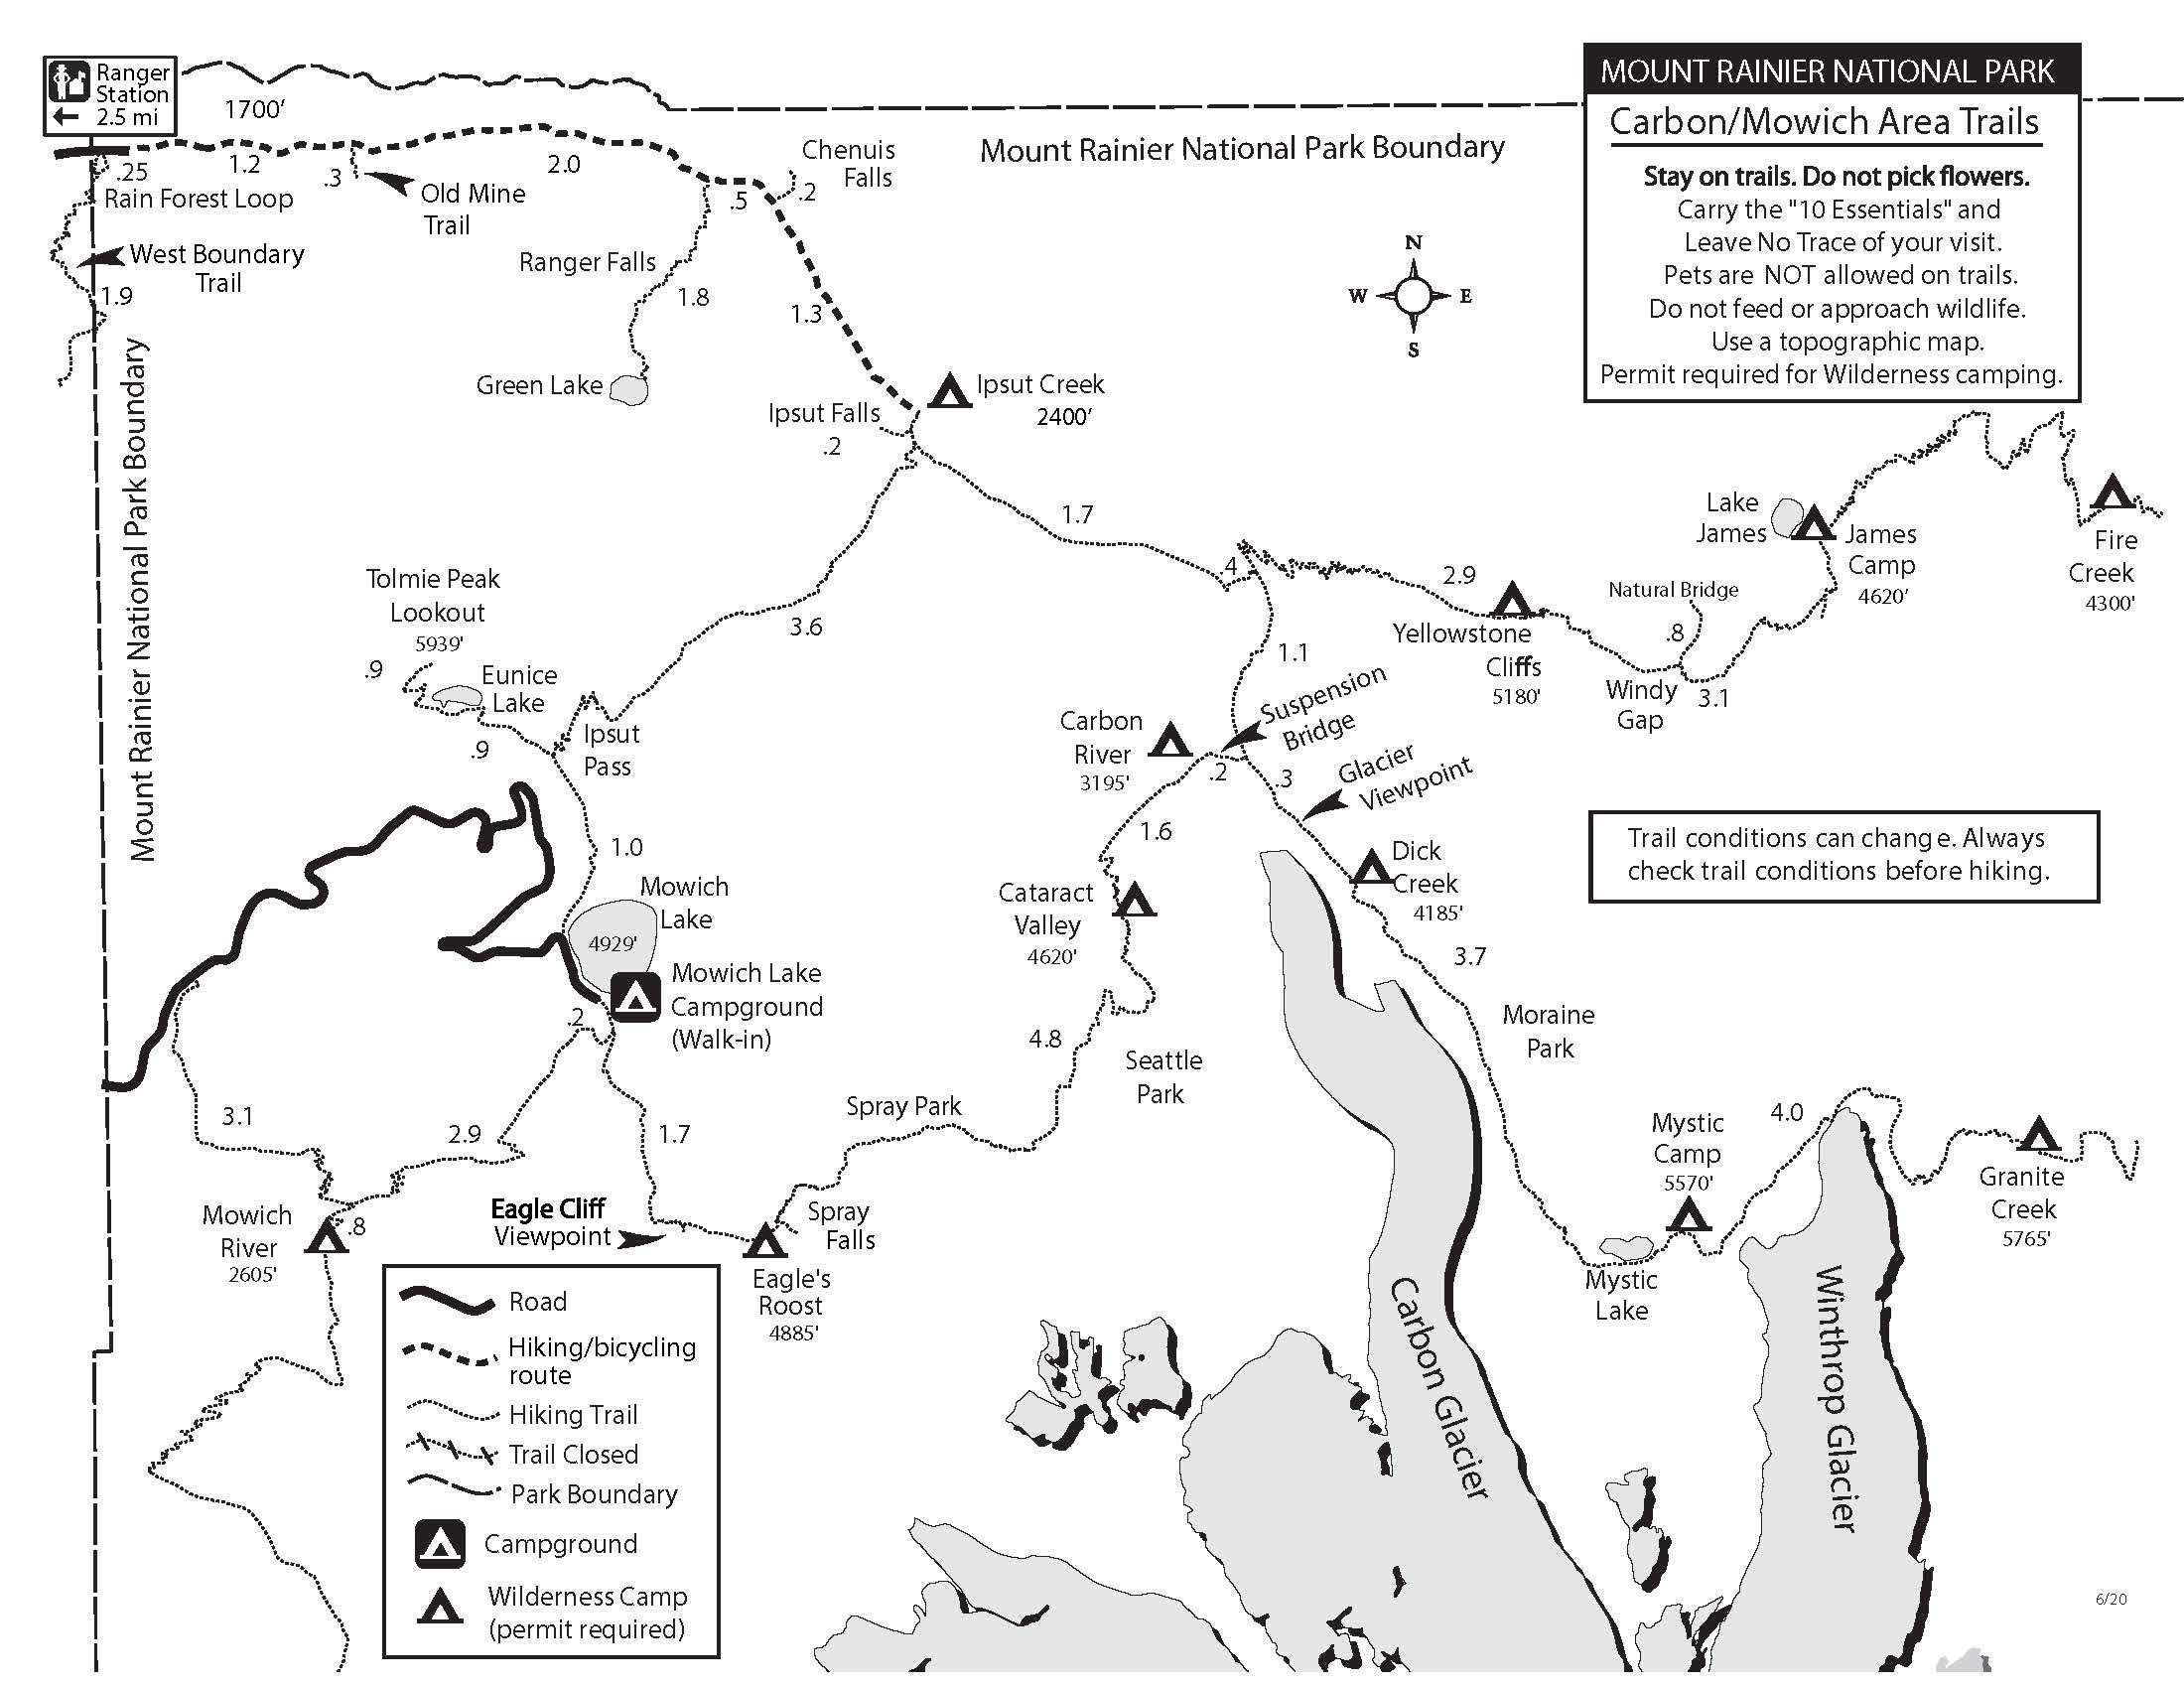 Ranger
Station
2.5 mi
1700'
MOUNT RAINIER NATIONAL PARK
Carbon/Mowich Area Trails
Stay on trails. Do not pick flowers.
Carry the "10 Essentials" and
Leave No Trace of your visit.
Pets are NOT allowed on trails.
Do not feed or approach wildlife.
Use a topographic map.
Permit required for Wilderness camping.
Mount Rainier National Park Boundary
.25
Rain Forest Loop
1.2
.3
Old Mine
Trail
2.0
.5
.2
Chenuis
Falls
West Boundary
Trail
1.9
Ranger Falls
1.8
1.3
Green Lake
N
W
E
S
Mount Rainier National Park Boundary
Ipsut Creek
2400'
Ipsut Falls
.2
1.7
Lake
James
James
Camp
4620'
Fire
Creek
4300'
.4
2.9
Natural Bridge
.8
Yellowstone
Cliffs
5180'
Windy
Gap
3.1
Tolmie Peak
Lookout
5939'
.9
Eunice
Lake
.9
Ipsut
Pass
3.6
1.1
Suspension
Bridge
Carbon
River
3195'
.2
.3
Glacier
Viewpoint
1.0
1.6
Mowich
Lake
4929'
Mowich Lake
Campground
(Walk-in)
.2
Cataract
Valley
4620'
Dick
Creek
4185'
3.7
Trail conditions can change. Always
check trail conditions before hiking.
4.8
Seattle
Park
Moraine
Park
3.1
2.9
1.7
Spray Park
Mystic
Camp
5570'
4.0
Granite
Creek
5765'
Mowich
River
2605'
.8
Eagle Cliff
Viewpoint
Spray
Falls
Eagle's
Roost
4885'
Mystic
Lake
Carbon Glacier
Winthrop Glacier
Road
Hiking/bicycling
route
Hiking Trail
Trail Closed
Park Boundary
Campground
Wilderness Camp
(permit required)
6/20